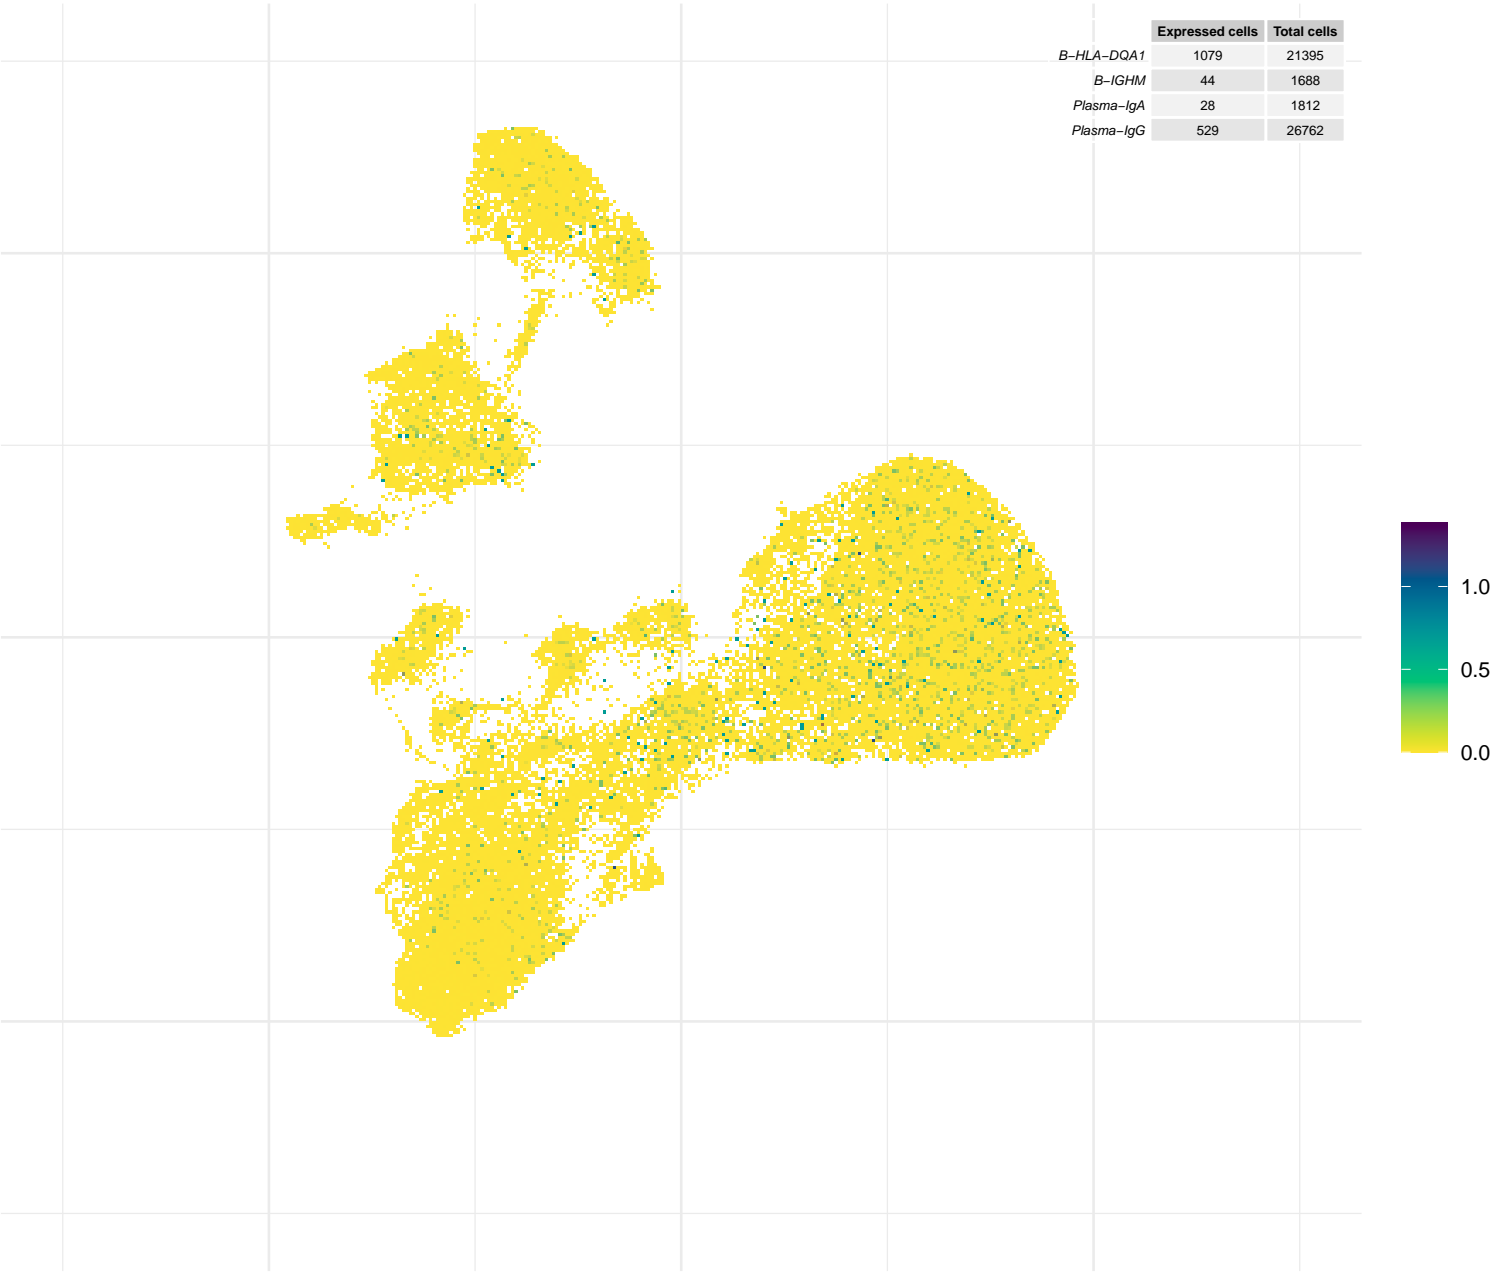 Expressed cells Total cells
B−HLA−DQA1 1079 21395
B−IGHM 44 1688
Plasma−IgA 28 1812
Plasma−IgG 529 26762
1.0
0.5
0.0